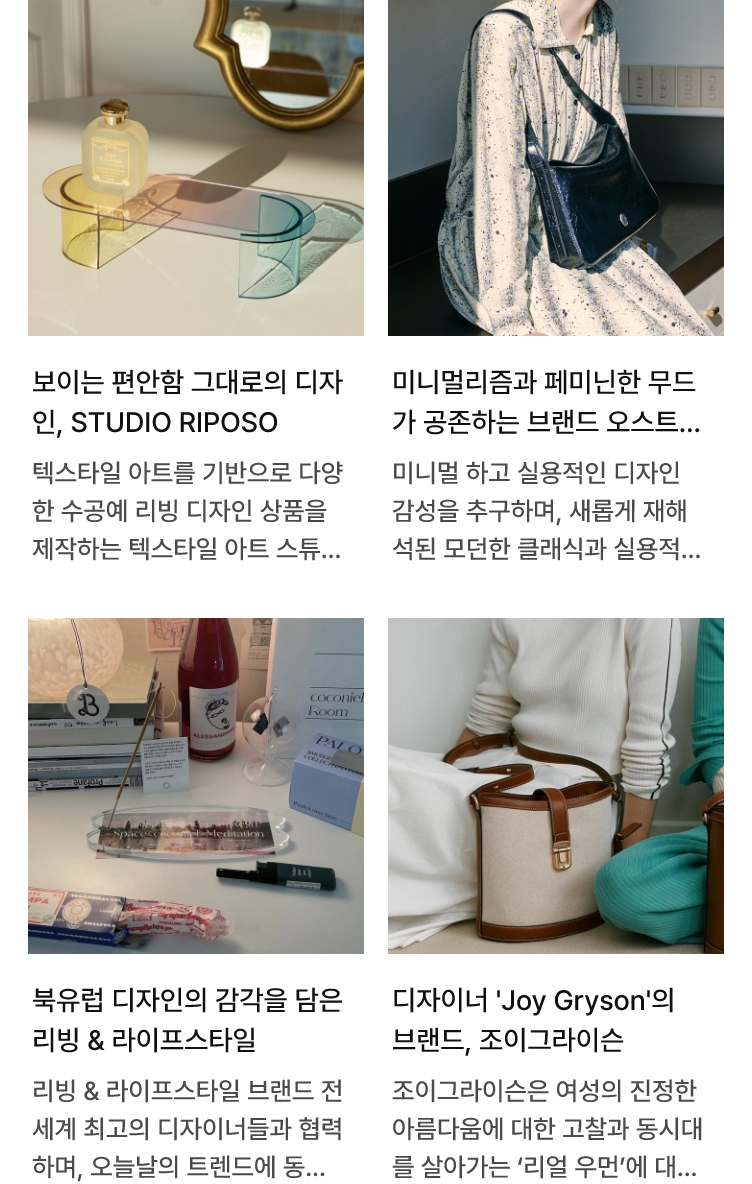 보이는 편안함 그대로의 디자
인, STUDIO RIPOSO
텍스타일 아트를 기반으로 다양
한 수공예 리빙 디자인 상품을
제작하는 텍스타일 아트 스튜...
미니멀리즘과 페미닌한 무드
가 공존하는 브랜드 오스트...
미니멀 하고 실용적인 디자인
감성을 추구하며, 새롭게 재해
석된 모던한 클래식과 실용적...
B
ALESSANDRA
coconiel
Room
PALO
Space coconiel Meditation
북유럽 디자인의 감각을 담은
리빙 & 라이프스타일
리빙 & 라이프스타일 브랜드 전
세계 최고의 디자이너들과 협력
하며, 오늘날의 트렌드에 동...
디자이너 'Joy Gryson'의
브랜드, 조이그라이슨
조이그라이슨은 여성의 진정한
아름다움에 대한 고찰과 동시대
를 살아가는 ‘리얼 우먼’에 대...